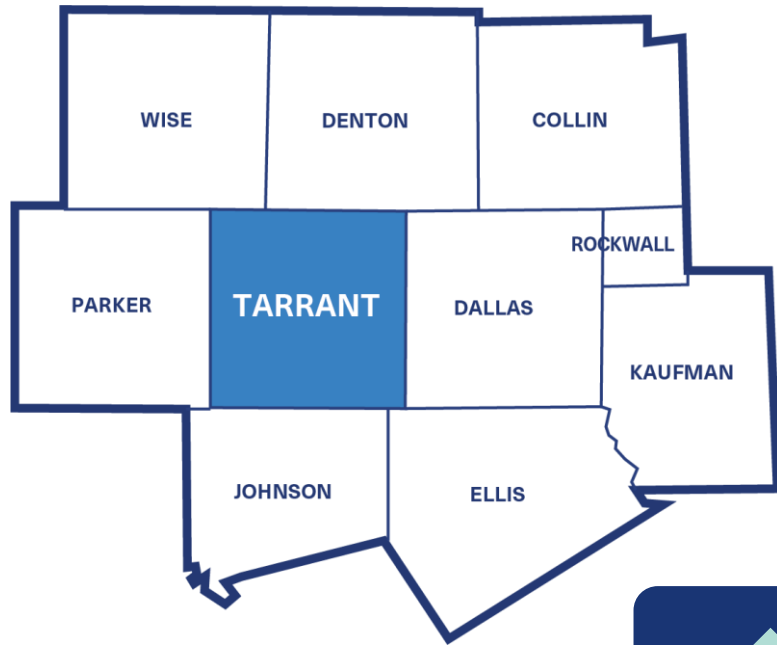 WISE
DENTON
COLLIN
ROCKWALL
PARKER
TARRANT
DALLAS
KAUFMAN
JOHNSON
ELLIS